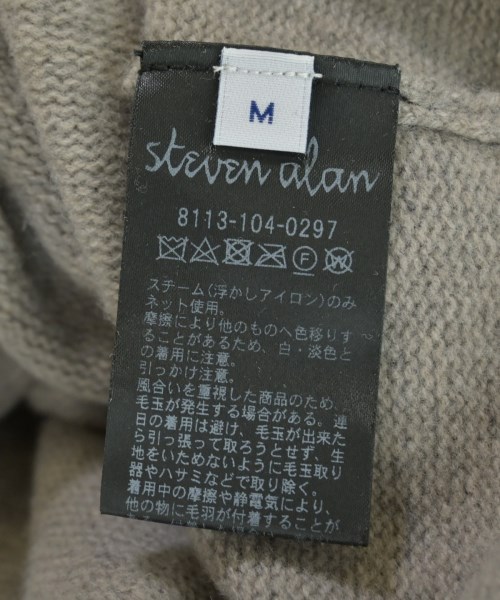 M
steven alan
8113-104-0297
F W
スチーム(浮かしアイロン)のみ
ネット使用。
摩擦により他のものへ色移りす
ることがあるため、白・淡色と
の着用に注意。
引っかけ注意。
風合いを重視した商品のため、
毛玉が発生する場合がある。連
日の着用は避け、毛玉が出来た
ら引っ張って取ろうとせず、生
地をいためないように毛玉取り
器やハサミなどで取り除く。
着用中の摩擦や静電気により、
他の物に毛羽が付着することが